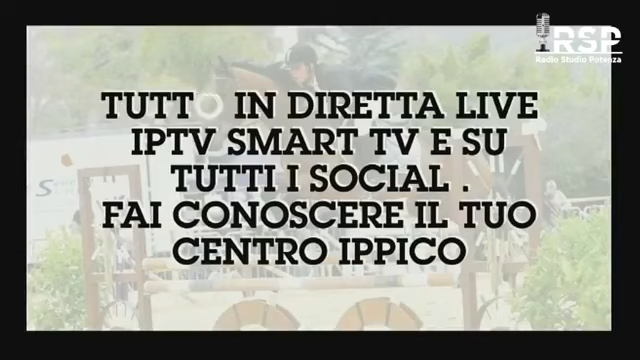 RSP
Radio Studio Potenza
TUTTO IN DIRETTA LIVE
IPTV SMART TV E SU
TUTTI I SOCIAL .
FAI CONOSCERE IL TUO
CENTRO IPPICO